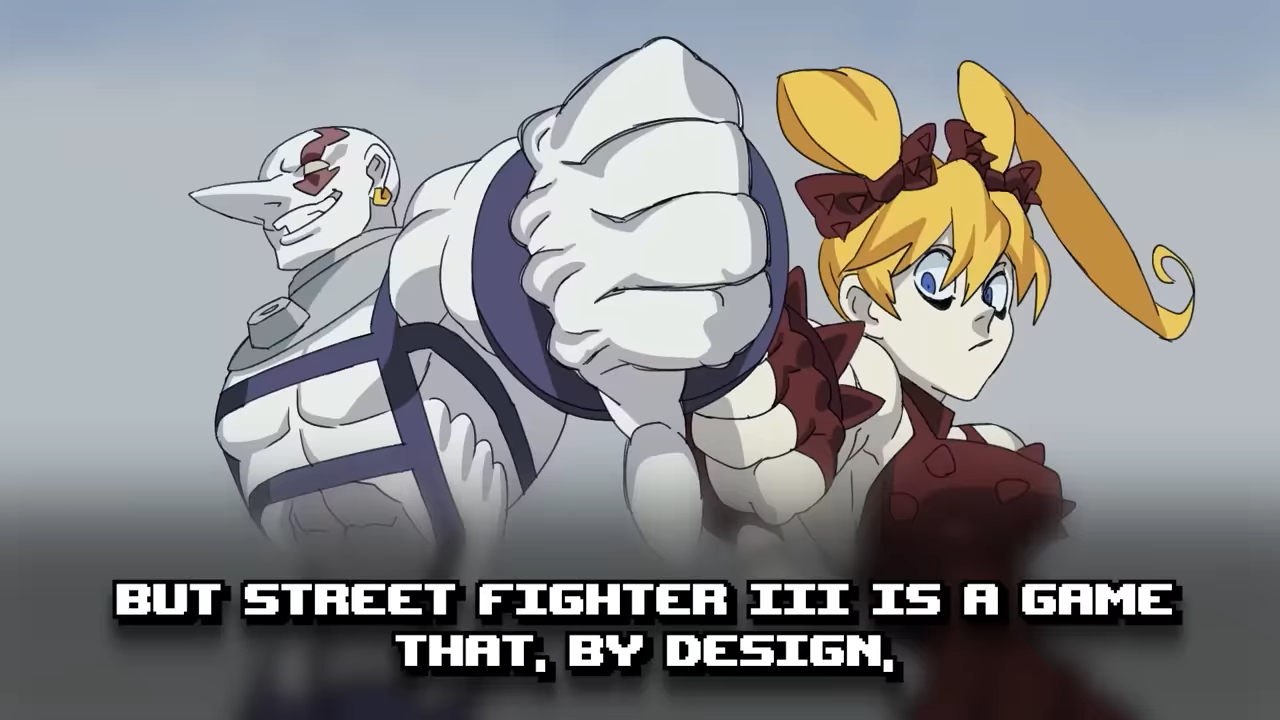 BUT STREET FIGHTER III IS A GAME
THAT, BY DESIGN,